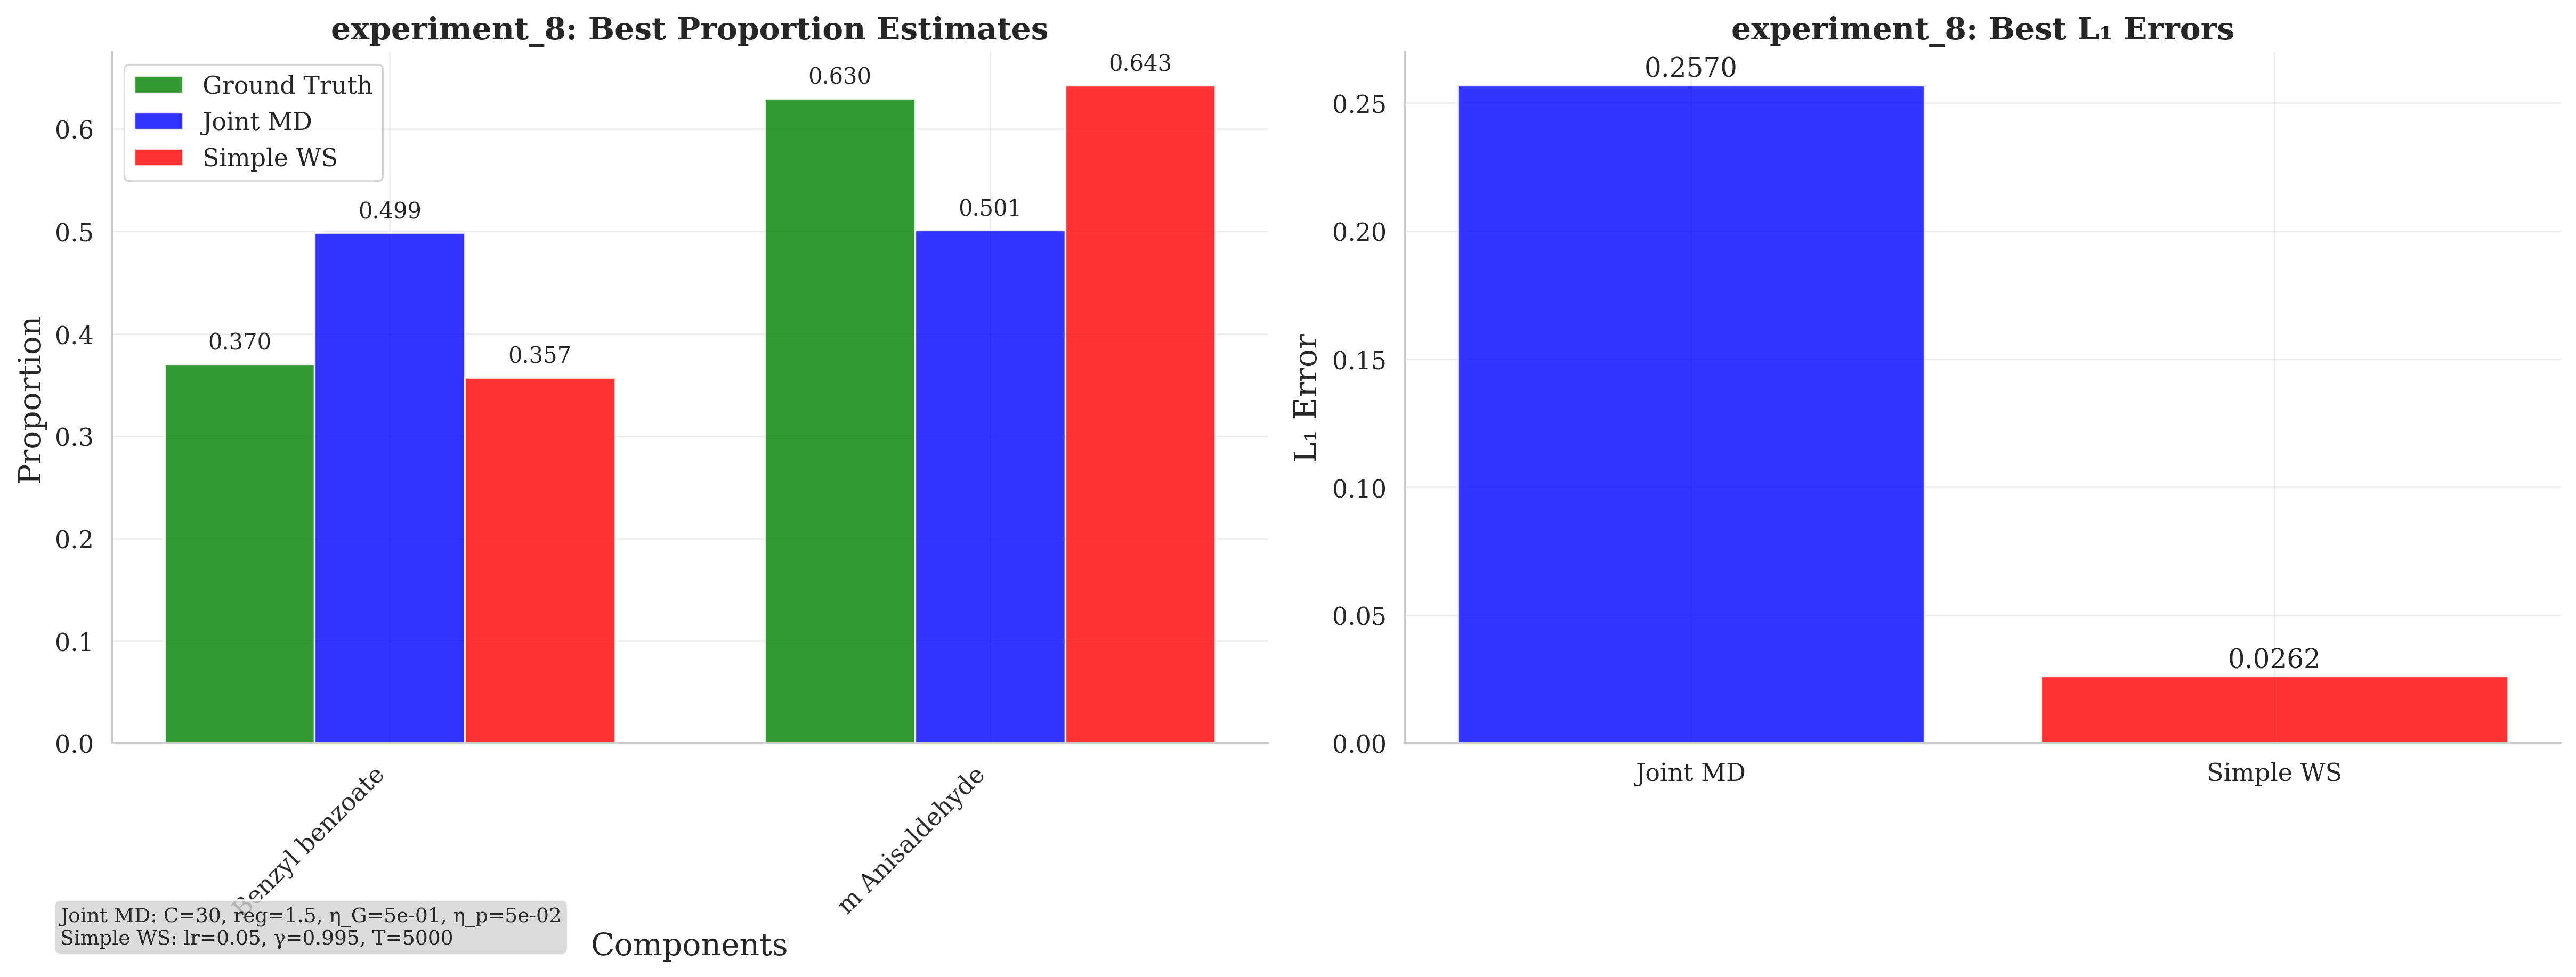 experiment_8: Best Proportion Estimates
Ground Truth
Joint MD
Simple WS
0.370
0.499
0.357
0.630
0.501
0.643
0.6
0.5
0.4
0.3
0.2
0.1
0.0
Proportion
Benzyl benzoate
m Anisaldehyde
Components
Joint MD: C=30, reg=1.5, η_G=5e-01, η_p=5e-02
Simple WS: lr=0.05, γ=0.995, T=5000
experiment_8: Best L₁ Errors
0.2570
0.0262
0.25
0.20
0.15
0.10
0.05
0.00
L₁ Error
Joint MD
Simple WS